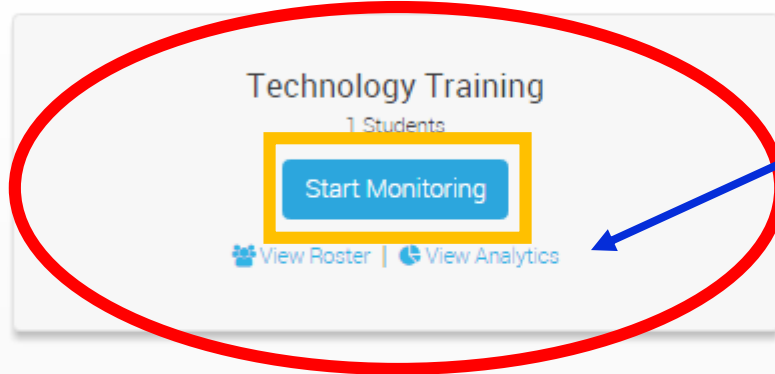 Technology Training
1 Students
Start Monitoring
View Roster | View Analytics